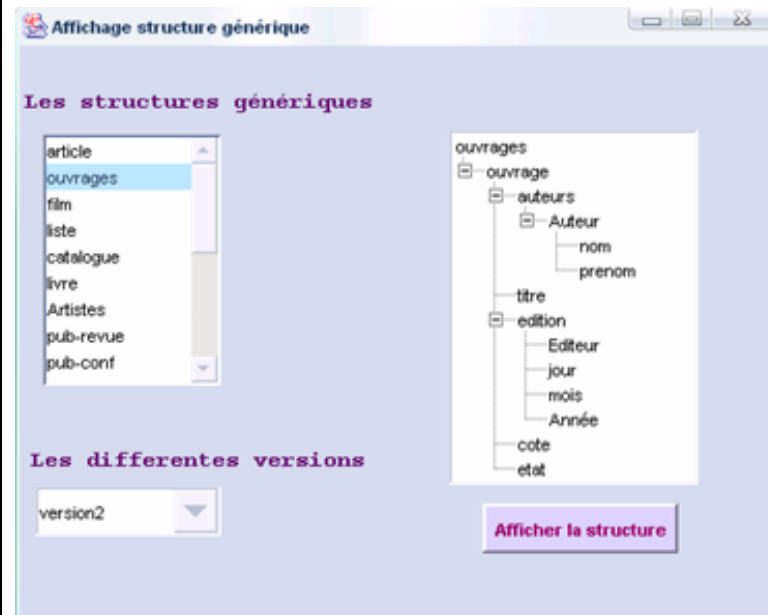 Affichage structure générique
Les structures génériques
article
ouvrages
film
liste
catalogue
livre
Artistes
pub-revue
pub-conf
Les differentes versions
version2
ouvrages
ouvrage
auteurs
Auteur
nom
prenom
titre
edition
Editeur
jour
mois
Année
cote
etat
Afficher la structure